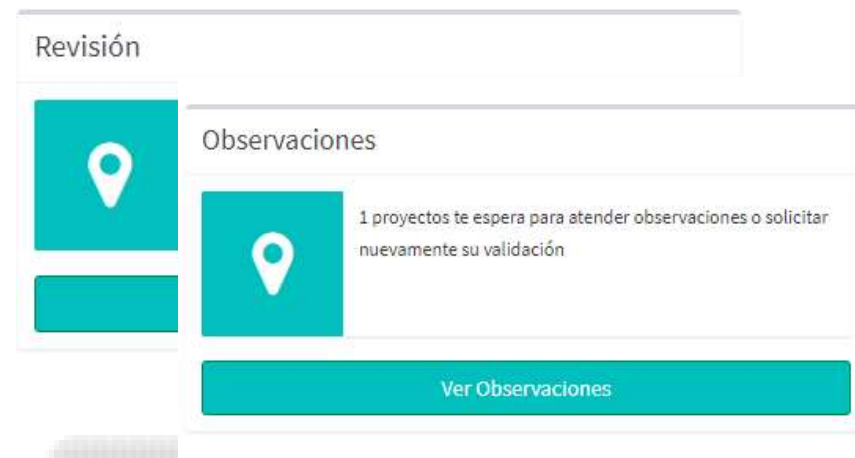 Revisión
Observaciones
1 proyectos te espera para atender observaciones o solicitar
nuevamente su validación
Ver Observaciones